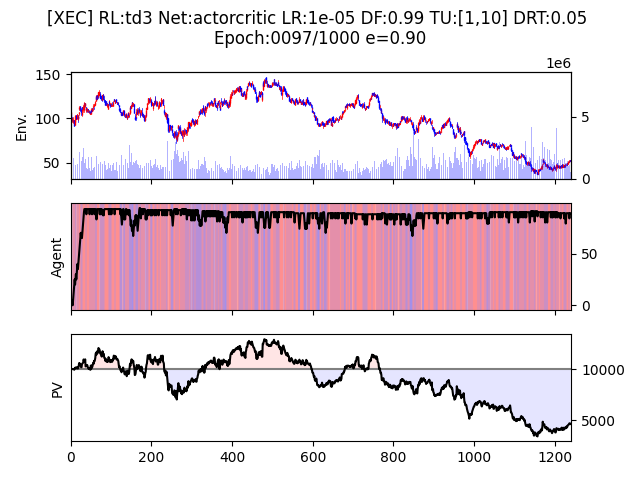 [XEC] RL:td3 Net:actorcritic LR:1e-05 DF:0.99 TU:[1,10] DRT:0.05
Epoch:0097/1000 e=0.90
1e6
150
100
50
Env.
5
0
Agent
50
0
PV
10000
5000
0 200 400 600 800 1000 1200